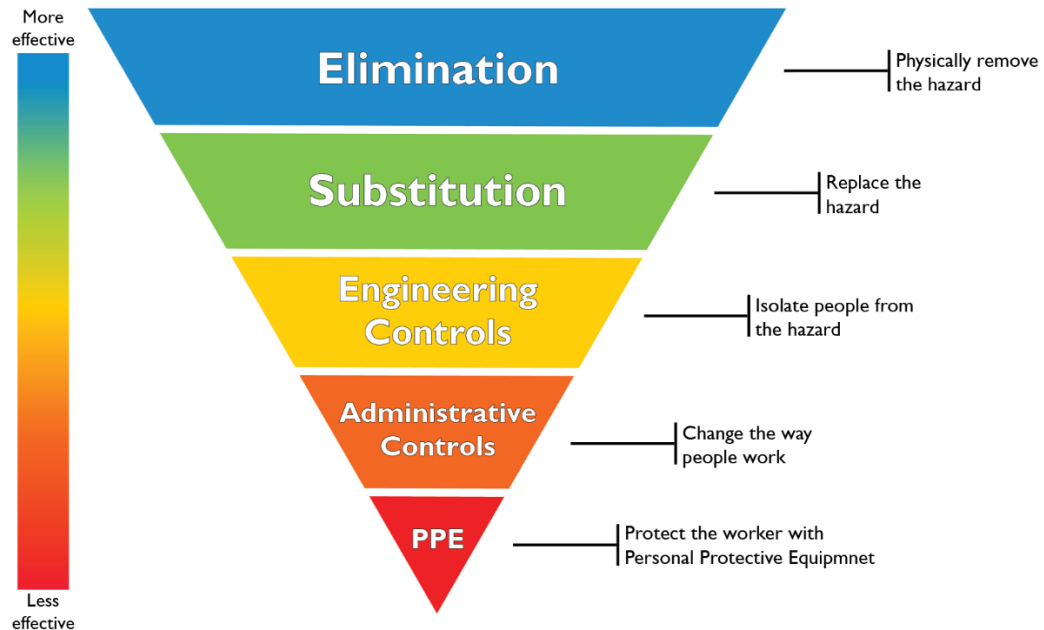 More
effective
Elimination
Physically remove
the hazard
Substitution
Replace the
hazard
Engineering
Controls
Isolate people from
the hazard
Administrative
Controls
Change the way
people work
PPE
Protect the worker with
Personal Protective Equipmnet
Less
effective